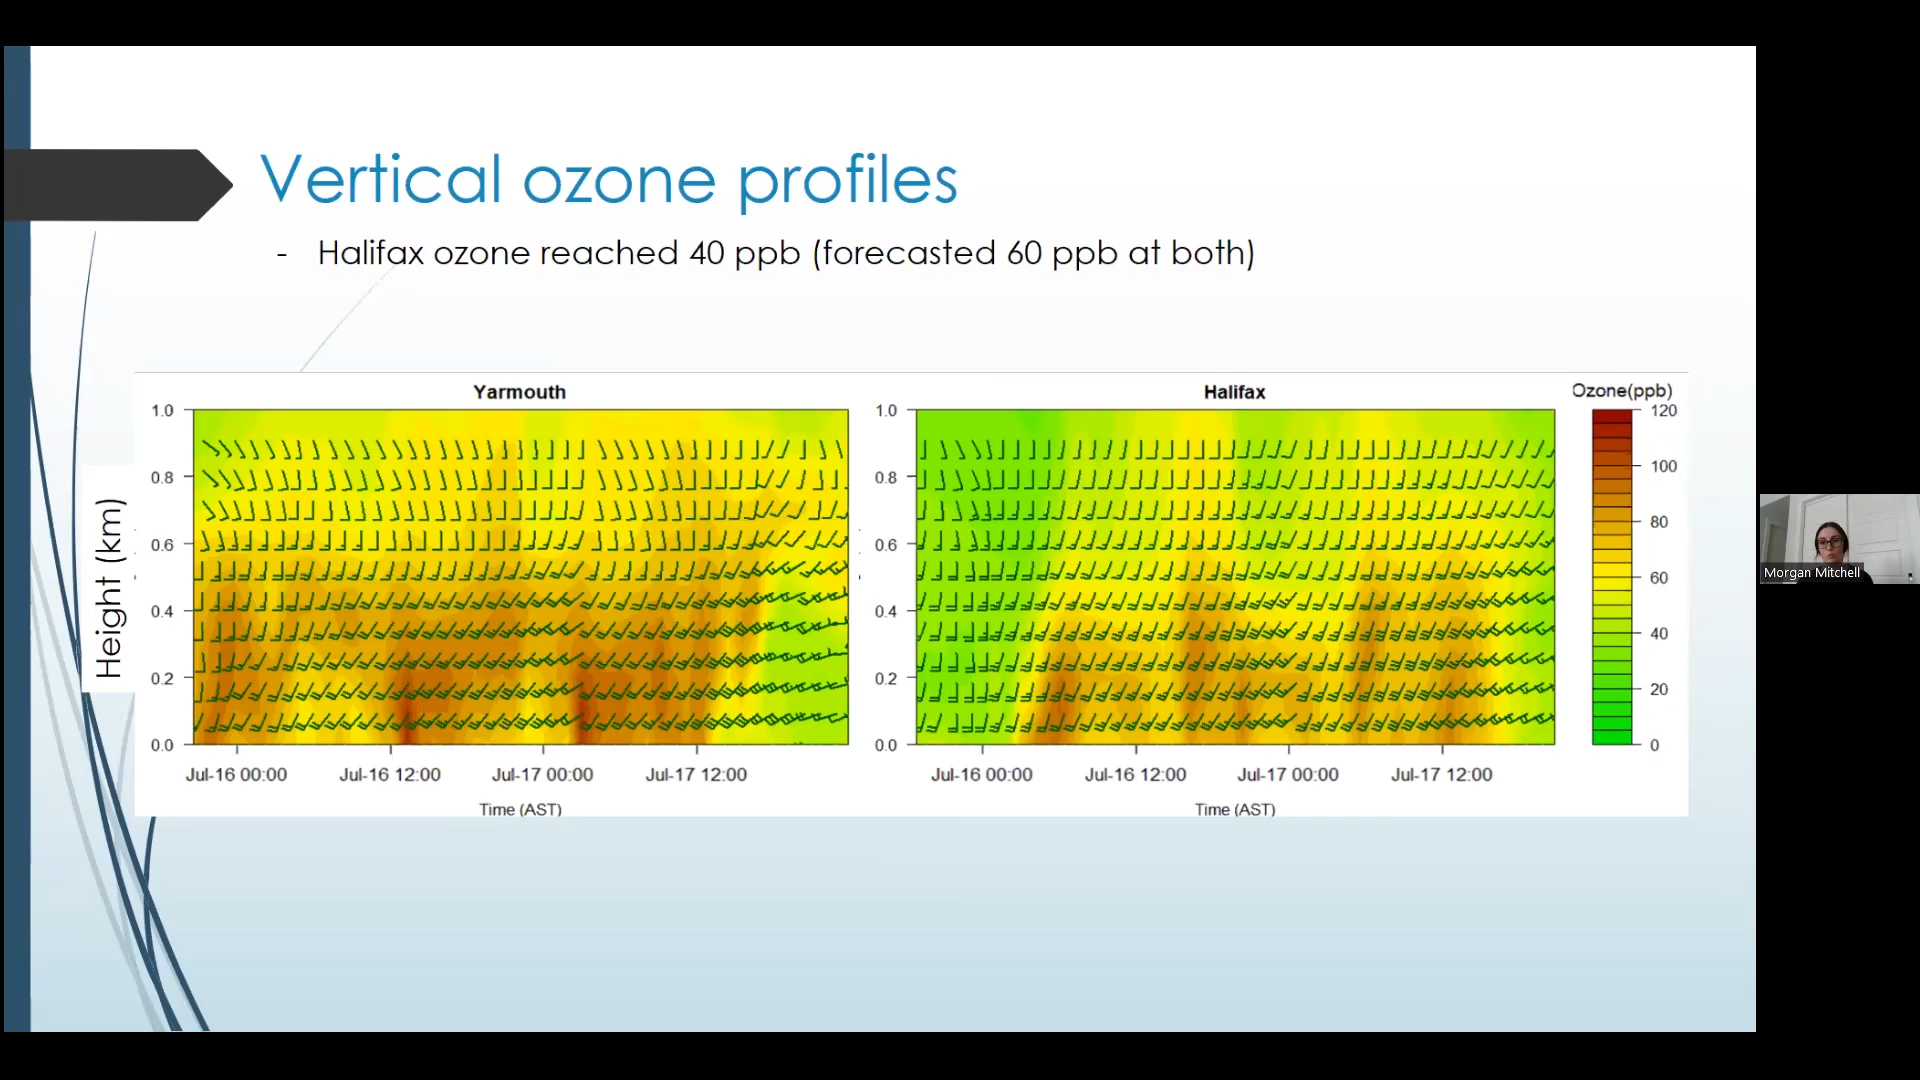 Vertical ozone profiles
- Halifax ozone reached 40 ppb (forecasted 60 ppb at both)
Yarmouth
Halifax
Ozone(ppb)
Height (km)
1.0
0.8
0.6
0.4
0.2
0.0
Jul-16 00:00 Jul-16 12:00 Jul-17 00:00 Jul-17 12:00
Time (AST)
1.0
0.8
0.6
0.4
0.2
0.0
Jul-16 00:00 Jul-16 12:00 Jul-17 00:00 Jul-17 12:00
Time (AST)
120
100
80
60
40
20
0
Morgan Mitchell